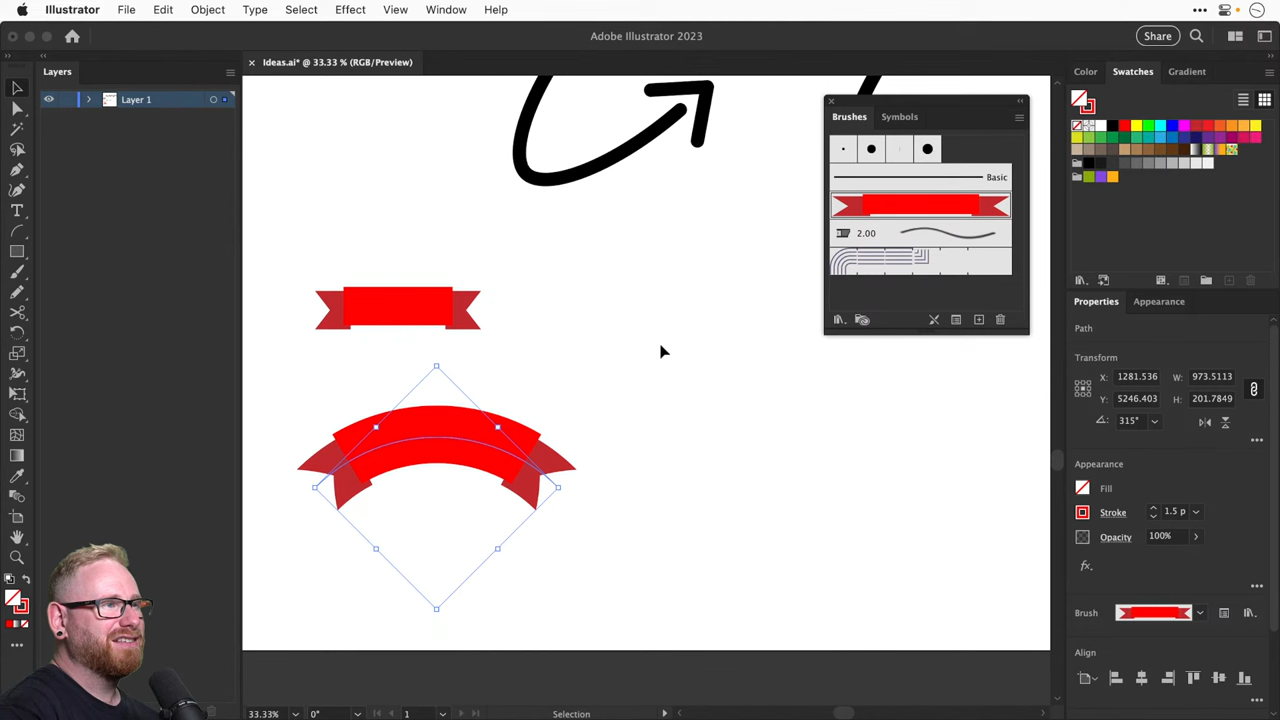 Illustrator File Edit Object Type Select Effect View Window Help
Adobe Illustrator 2023
Share
Layers
Layer 1
Ideas.ai* @ 33.33 % (RGB/Preview)
Brushes Symbols
Basic
2.00
Color Swatches Gradient
Properties Appearance
Path
Transform
X: 1281.536 W: 973.5113
Y: 5246.403 H: 201.7849
315°
Appearance
Fill
Stroke 1.5 p
Opacity 100%
fx.
Brush
Align
33.33% 0° 1 Selection